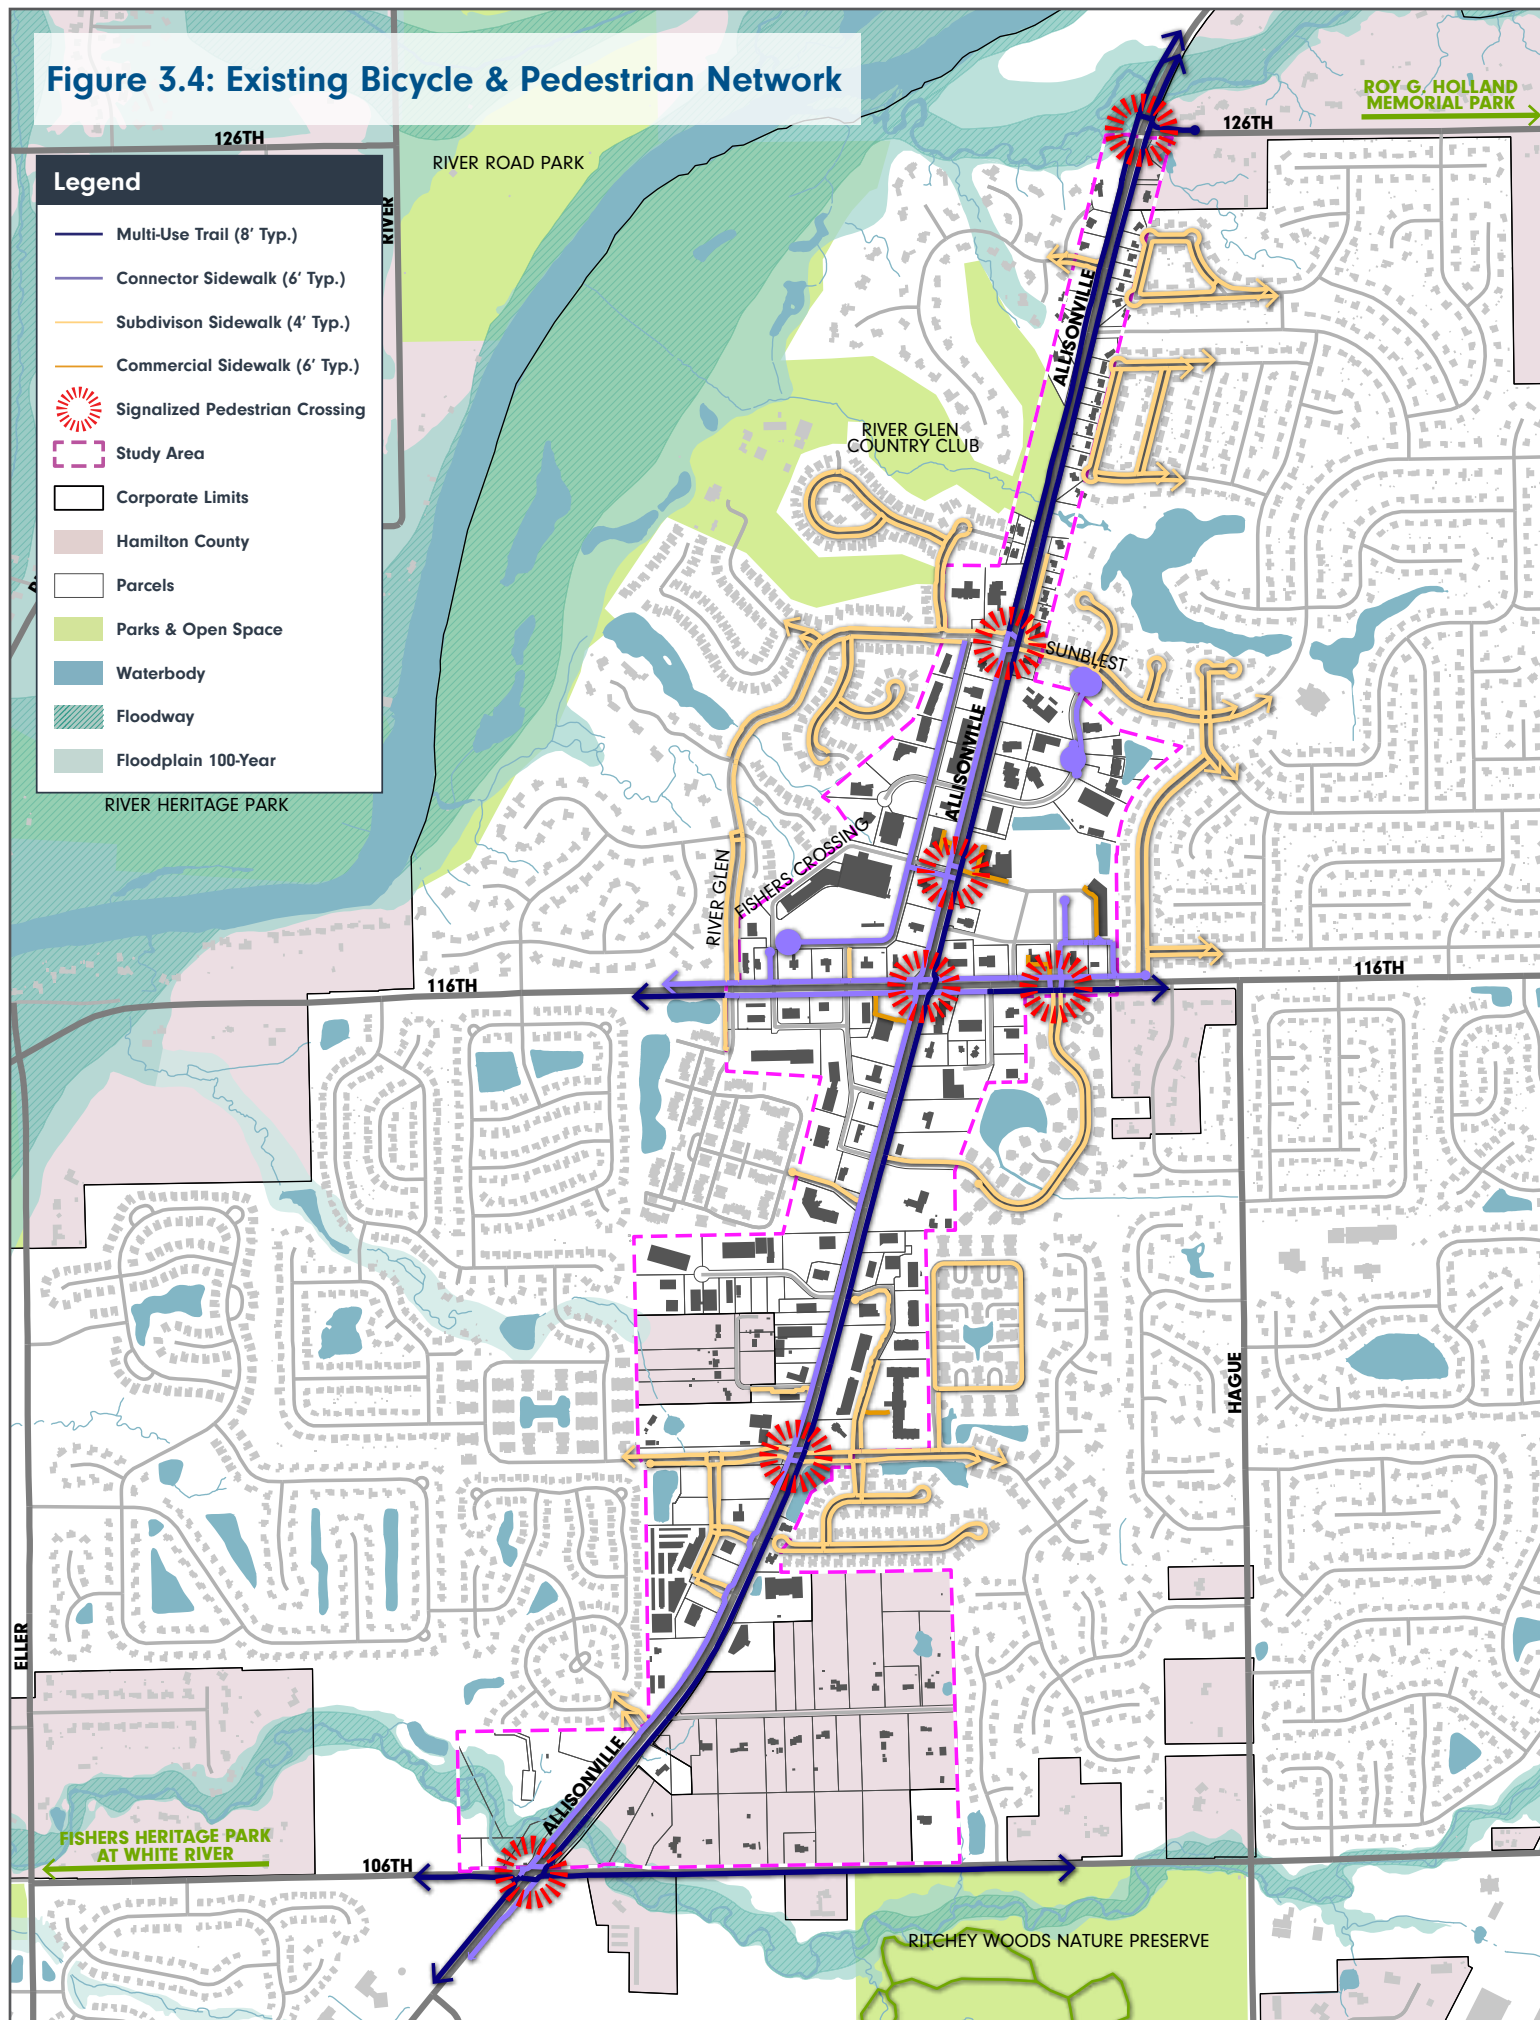 Figure 3.4: Existing Bicycle & Pedestrian Network
ROY G. HOLLAND
MEMORIAL PARK
126TH
126TH
RIVER ROAD PARK
RIVER
Legend
Multi-Use Trail (8' Typ.)
Connector Sidewalk (6' Typ.)
Subdivison Sidewalk (4' Typ.)
Commercial Sidewalk (6' Typ.)
Signalized Pedestrian Crossing
Study Area
Corporate Limits
Hamilton County
Parcels
Parks & Open Space
Waterbody
Floodway
Floodplain 100-Year
RIVER HERITAGE PARK
ALLISONVILLE
RIVER GLEN
COUNTRY CLUB
SUNBLEST
ALLISONVILLE
FISHERS CROSSING
RIVER GLEN
116TH
116TH
HAGUE
ELLER
ALLISONVILLE
FISHERS HERITAGE PARK
AT WHITE RIVER
106TH
RITCHEY WOODS NATURE PRESERVE